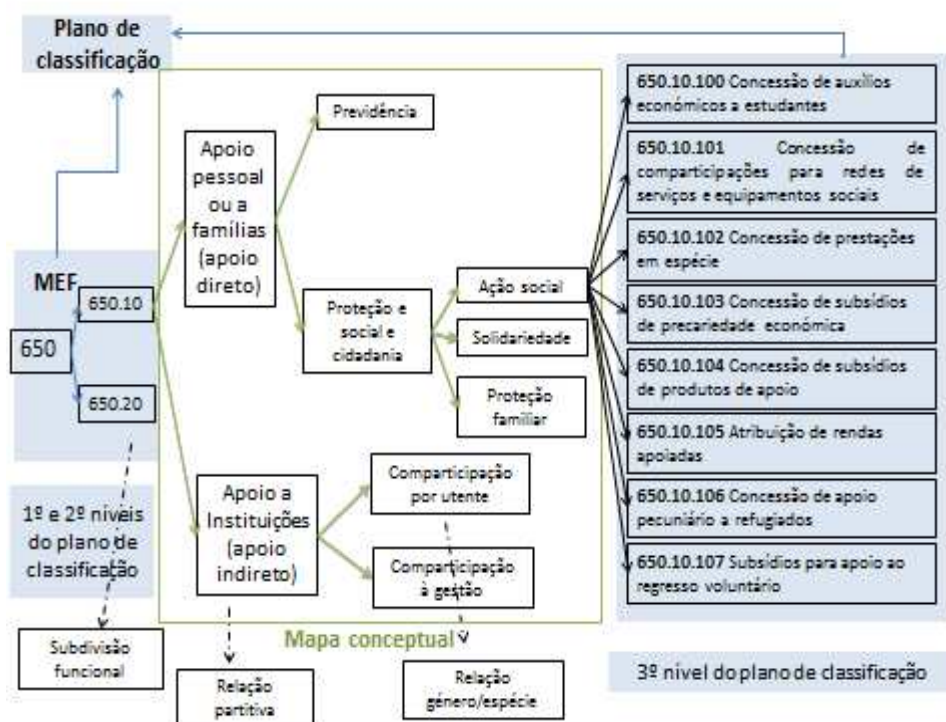 Plano de
classificação
MEF
650
650.10
650.20
1º e 2º níveis
do plano de
classificação
Subdivisão
funcional
Apoio
pessoal
ou a
famílias
(apoio
direto)
Previdência
Proteção e
social e
cidadania
Ação social
Solidariedade
Proteção
familiar
Apoio a
Instituições
(apoio
indireto)
Comparticipação
por utente
Comparticipação
à gestão
Mapa conceptual
Relação
partitiva
Relação
género/espécie
650.10.100 Concessão de auxílios
económicos a estudantes
650.10.101 Concessão de
comparticipações para redes de
serviços e equipamentos sociais
650.10.102 Concessão de prestações
em espécie
650.10.103 Concessão de subsídios
de precariedade económica
650.10.104 Concessão de subsídios
de produtos de apoio
650.10.105 Atribuição de rendas
apoiadas
650.10.106 Concessão de apoio
pecuniário a refugiados
650.10.107 Subsídios para apoio ao
regresso voluntário
3º nível do plano de classificação